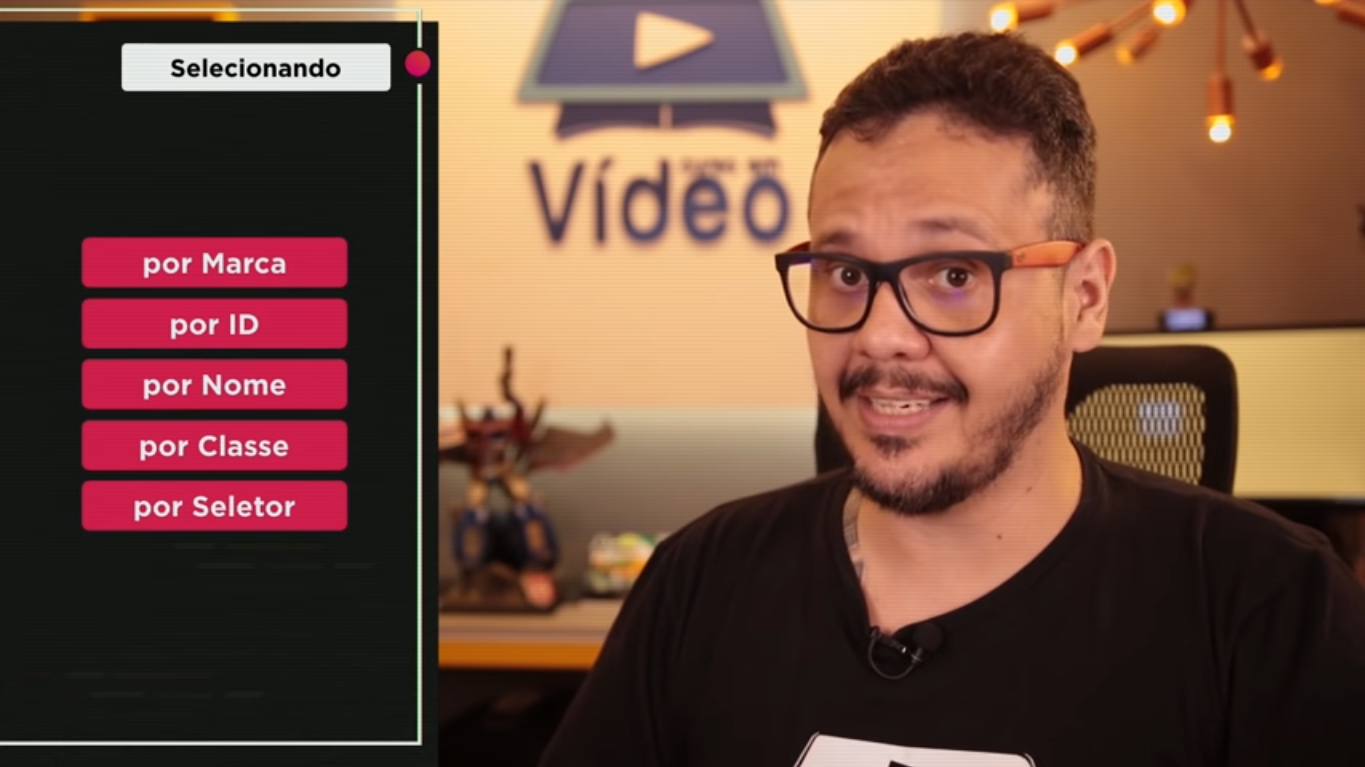 Selecionando
por Marca
por ID
por Nome
por Classe
por Seletor
Vídeo